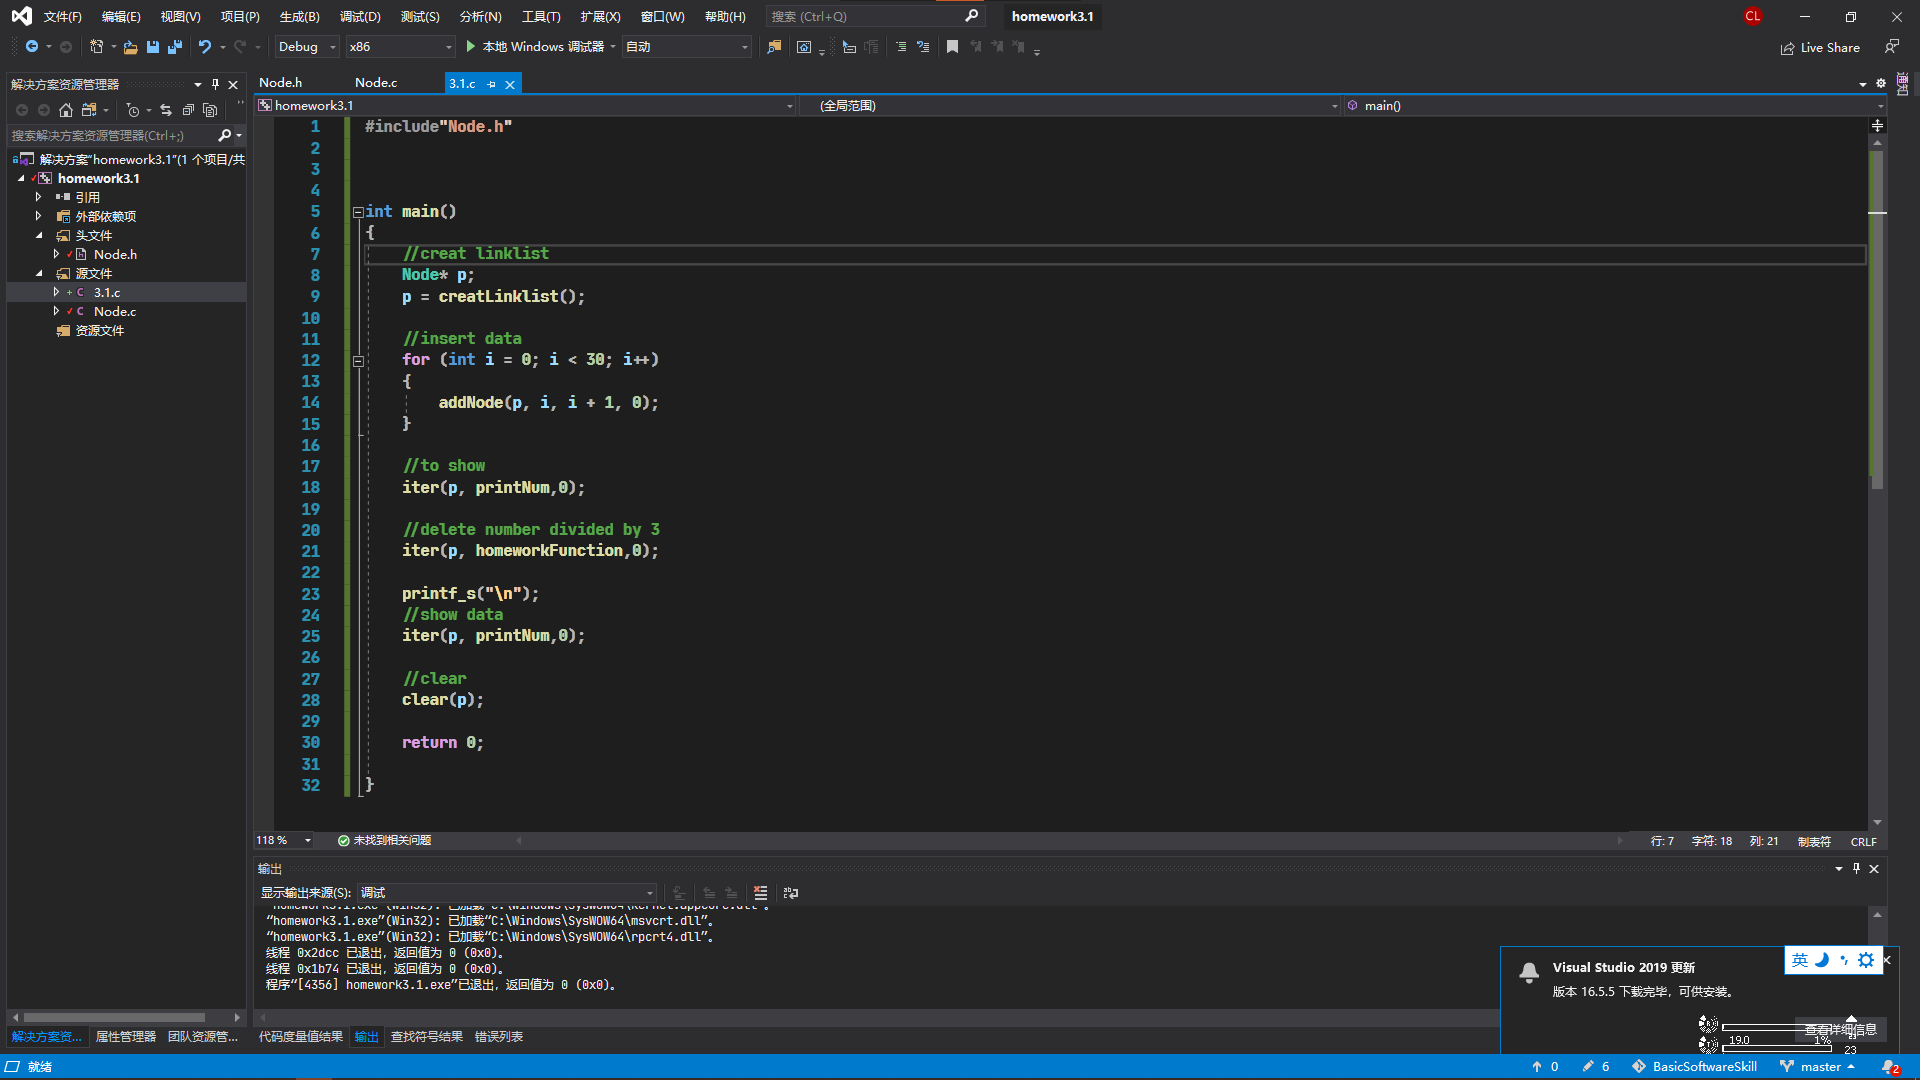 文件(F) 编辑(E) 视图(V) 项目(P) 生成(B) 调试(D) 测试(S) 分析(N) 工具(T) 扩展(X) 窗口(W) 帮助(H) 搜索 (Ctrl+Q) homework3.1 CL
Debug x86 本地 Windows 调试器 自动 Live Share
解决方案资源管理器
搜索解决方案资源管理器(Ctrl+;)
解决方案"homework3.1"(1 个项目/共
homework3.1
引用
外部依赖项
头文件
Node.h
源文件
3.1.c
Node.c
资源文件
解决方案资... 属性管理器 团队资源管...
Node.h Node.c 3.1.c
homework3.1 (全局范围) main()
1 #include"Node.h"
2
3
4
5 int main()
6 {
7 //creat linklist
8 Node* p;
9 p = creatLinklist();
10
11 //insert data
12 for (int i = 0; i < 30; i++)
13 {
14 addNode(p, i, i + 1, 0);
15 }
16
17 //to show
18 iter(p, printNum,0);
19
20 //delete number divided by 3
21 iter(p, homeworkFunction,0);
22
23 printf_s("\n");
24 //show data
25 iter(p, printNum,0);
26
27 //clear
28 clear(p);
29
30 return 0;
31
32 }
118 % 未找到相关问题 行: 7 字符: 18 列: 21 制表符 CRLF
输出
显示输出来源(S): 调试
"homework3.1.exe"(Win32): 已加载"C:\Windows\SysWOW64\kernel.appcore.dll"。
"homework3.1.exe"(Win32): 已加载"C:\Windows\SysWOW64\msvcrt.dll"。
"homework3.1.exe"(Win32): 已加载"C:\Windows\SysWOW64\rpcrt4.dll"。
线程 0x2dcc 已退出，返回值为 0 (0x0)。
线程 0x1b74 已退出，返回值为 0 (0x0)。
程序"[4356] homework3.1.exe"已退出，返回值为 0 (0x0)。
代码度量值结果 输出 查找符号结果 错误列表
英
Visual Studio 2019 更新
版本 16.5.5 下载完毕，可供安装。
查看详细信息
19.0 1%
23
就绪 0 6 BasicSoftwareSkill master 2